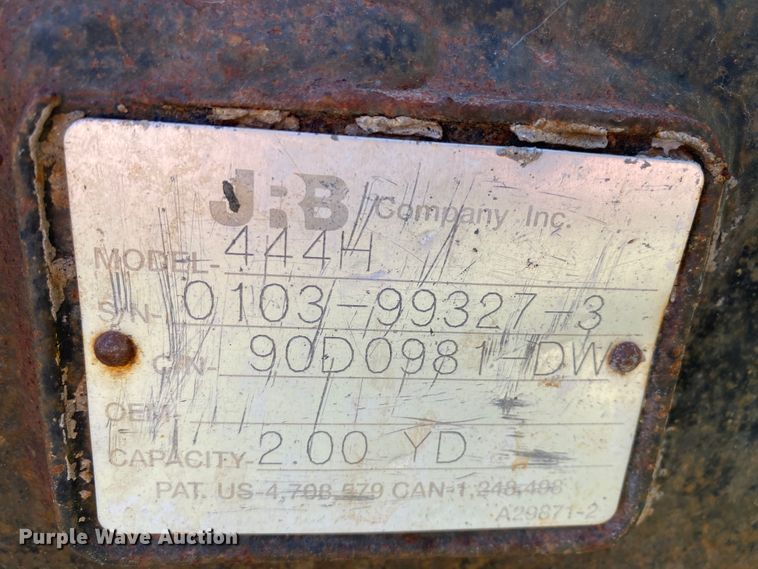 JRB Company Inc.
MODEL- 444H
S/N- 0103-99327-3
C/N- 90D0981-DW
OEM-
CAPACITY- 2.00 YD
PAT. US-4,708,579 CAN-1,248,498
A29871-2
Purple Wave Auction